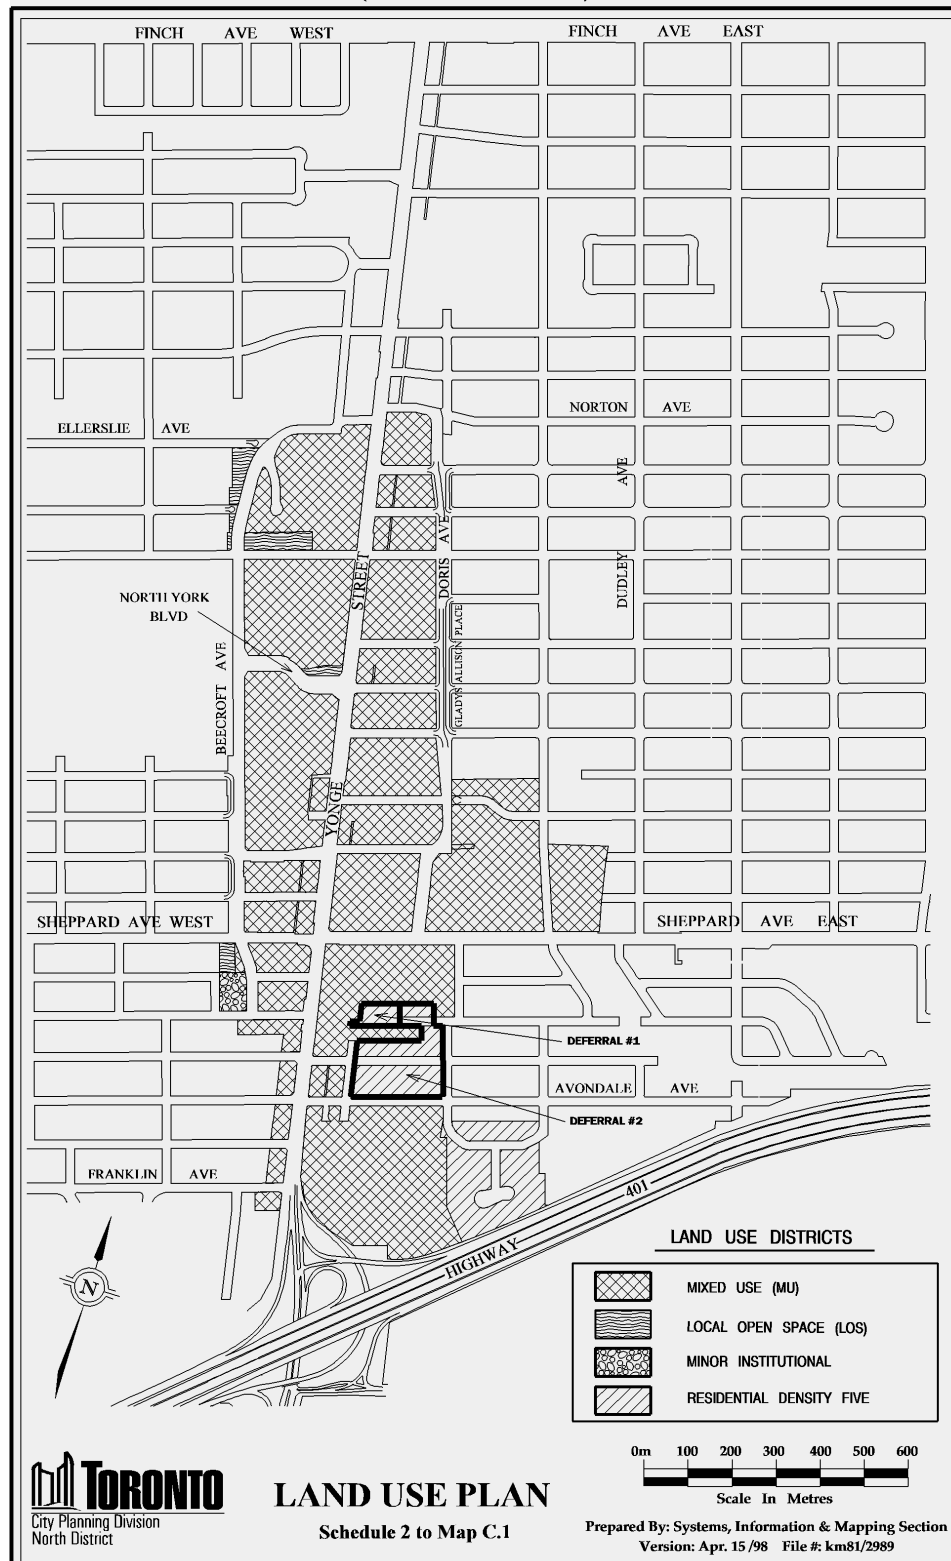 FINCH AVE WEST
FINCH AVE EAST
ELLERSLIE AVE
NORTON AVE
DUDLEY AVE
DORIS AVE
YONGE STREET
NORTH YORK
BLVD
BEECROFT AVE
GLADYS ALLISON PLACE
SHEPPARD AVE WEST
SHEPPARD AVE EAST
DEFERRAL #1
AVONDALE AVE
DEFERRAL #2
FRANKLIN AVE
HIGHWAY 401
N
LAND USE DISTRICTS
MIXED USE (MU)
LOCAL OPEN SPACE (LOS)
MINOR INSTITUTIONAL
RESIDENTIAL DENSITY FIVE
0m 100 200 300 400 500 600
Scale In Metres
TORONTO
City Planning Division
North District
LAND USE PLAN
Schedule 2 to Map C.1
Prepared By: Systems, Information & Mapping Section
Version: Apr. 15 /98 File #: km81/2989